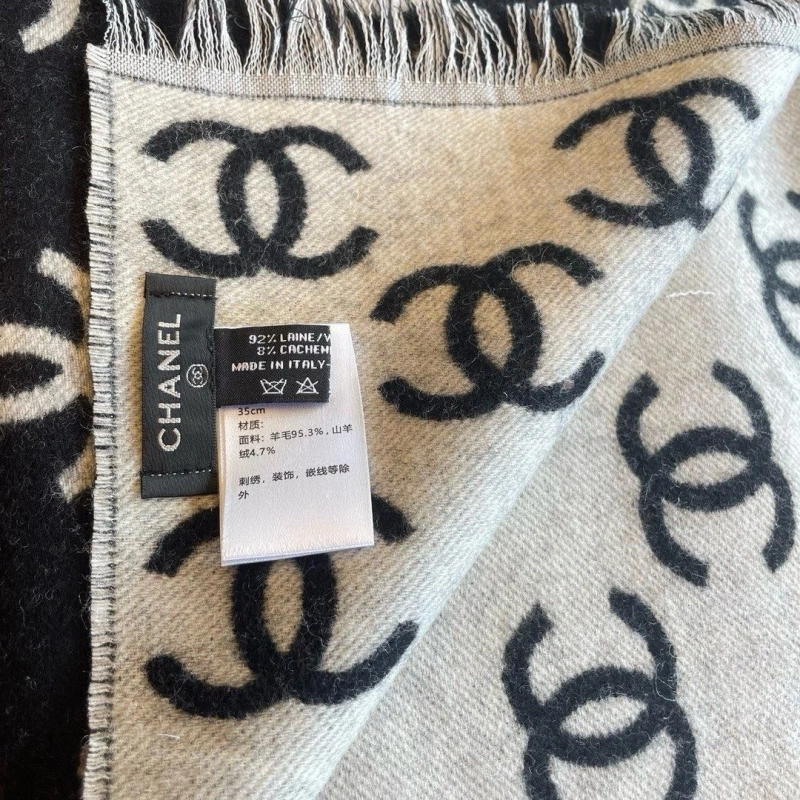 CHANEL
92% LAINE/W
8% CACHEM
MADE IN ITALY-
35cm
材质:
面料: 羊毛95.3%, 山羊
绒4.7%
刺绣, 装饰, 嵌线等除
外